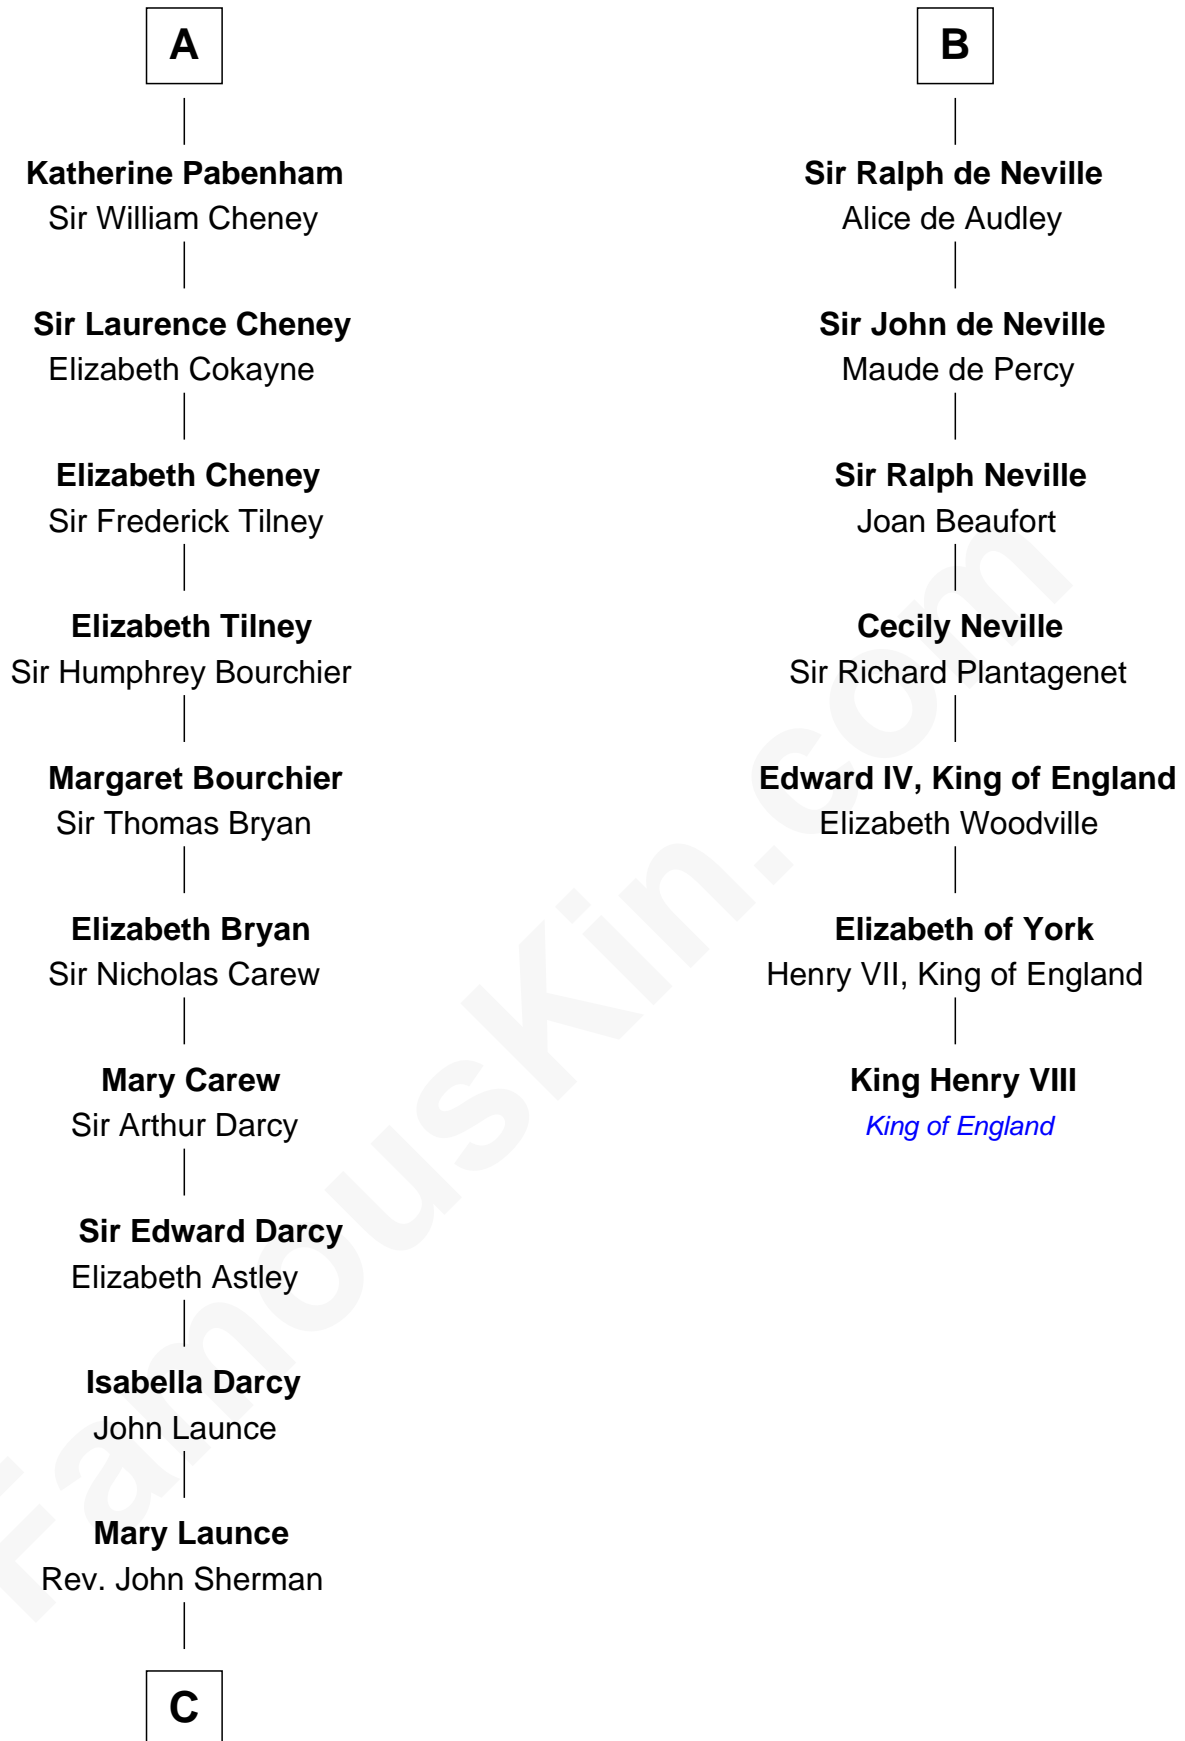 A
Katherine Pabenham
Sir William Cheney
Sir Laurence Cheney
Elizabeth Cokayne
Elizabeth Cheney
Sir Frederick Tilney
Elizabeth Tilney
Sir Humphrey Bourchier
Margaret Bourchier
Sir Thomas Bryan
Elizabeth Bryan
Sir Nicholas Carew
Mary Carew
Sir Arthur Darcy
Sir Edward Darcy
Elizabeth Astley
Isabella Darcy
John Launce
Mary Launce
Rev. John Sherman
C
B
Sir Ralph de Neville
Alice de Audley
Sir John de Neville
Maude de Percy
Sir Ralph Neville
Joan Beaufort
Cecily Neville
Sir Richard Plantagenet
Edward IV, King of England
Elizabeth Woodville
Elizabeth of York
Henry VII, King of England
King Henry VIII
King of England
FamousKin.com